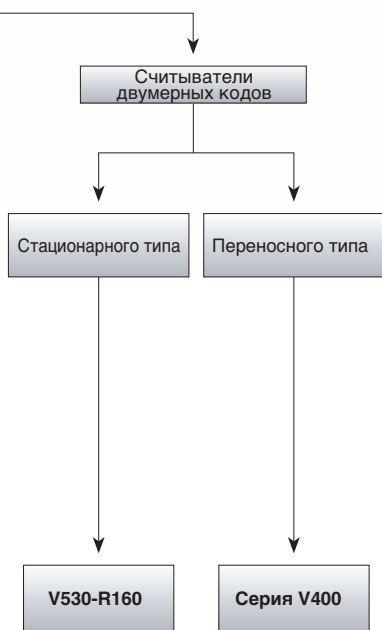 Считыватели
двумерных кодов
Стационарного типа
Переносного типа
V530-R160
Серия V400